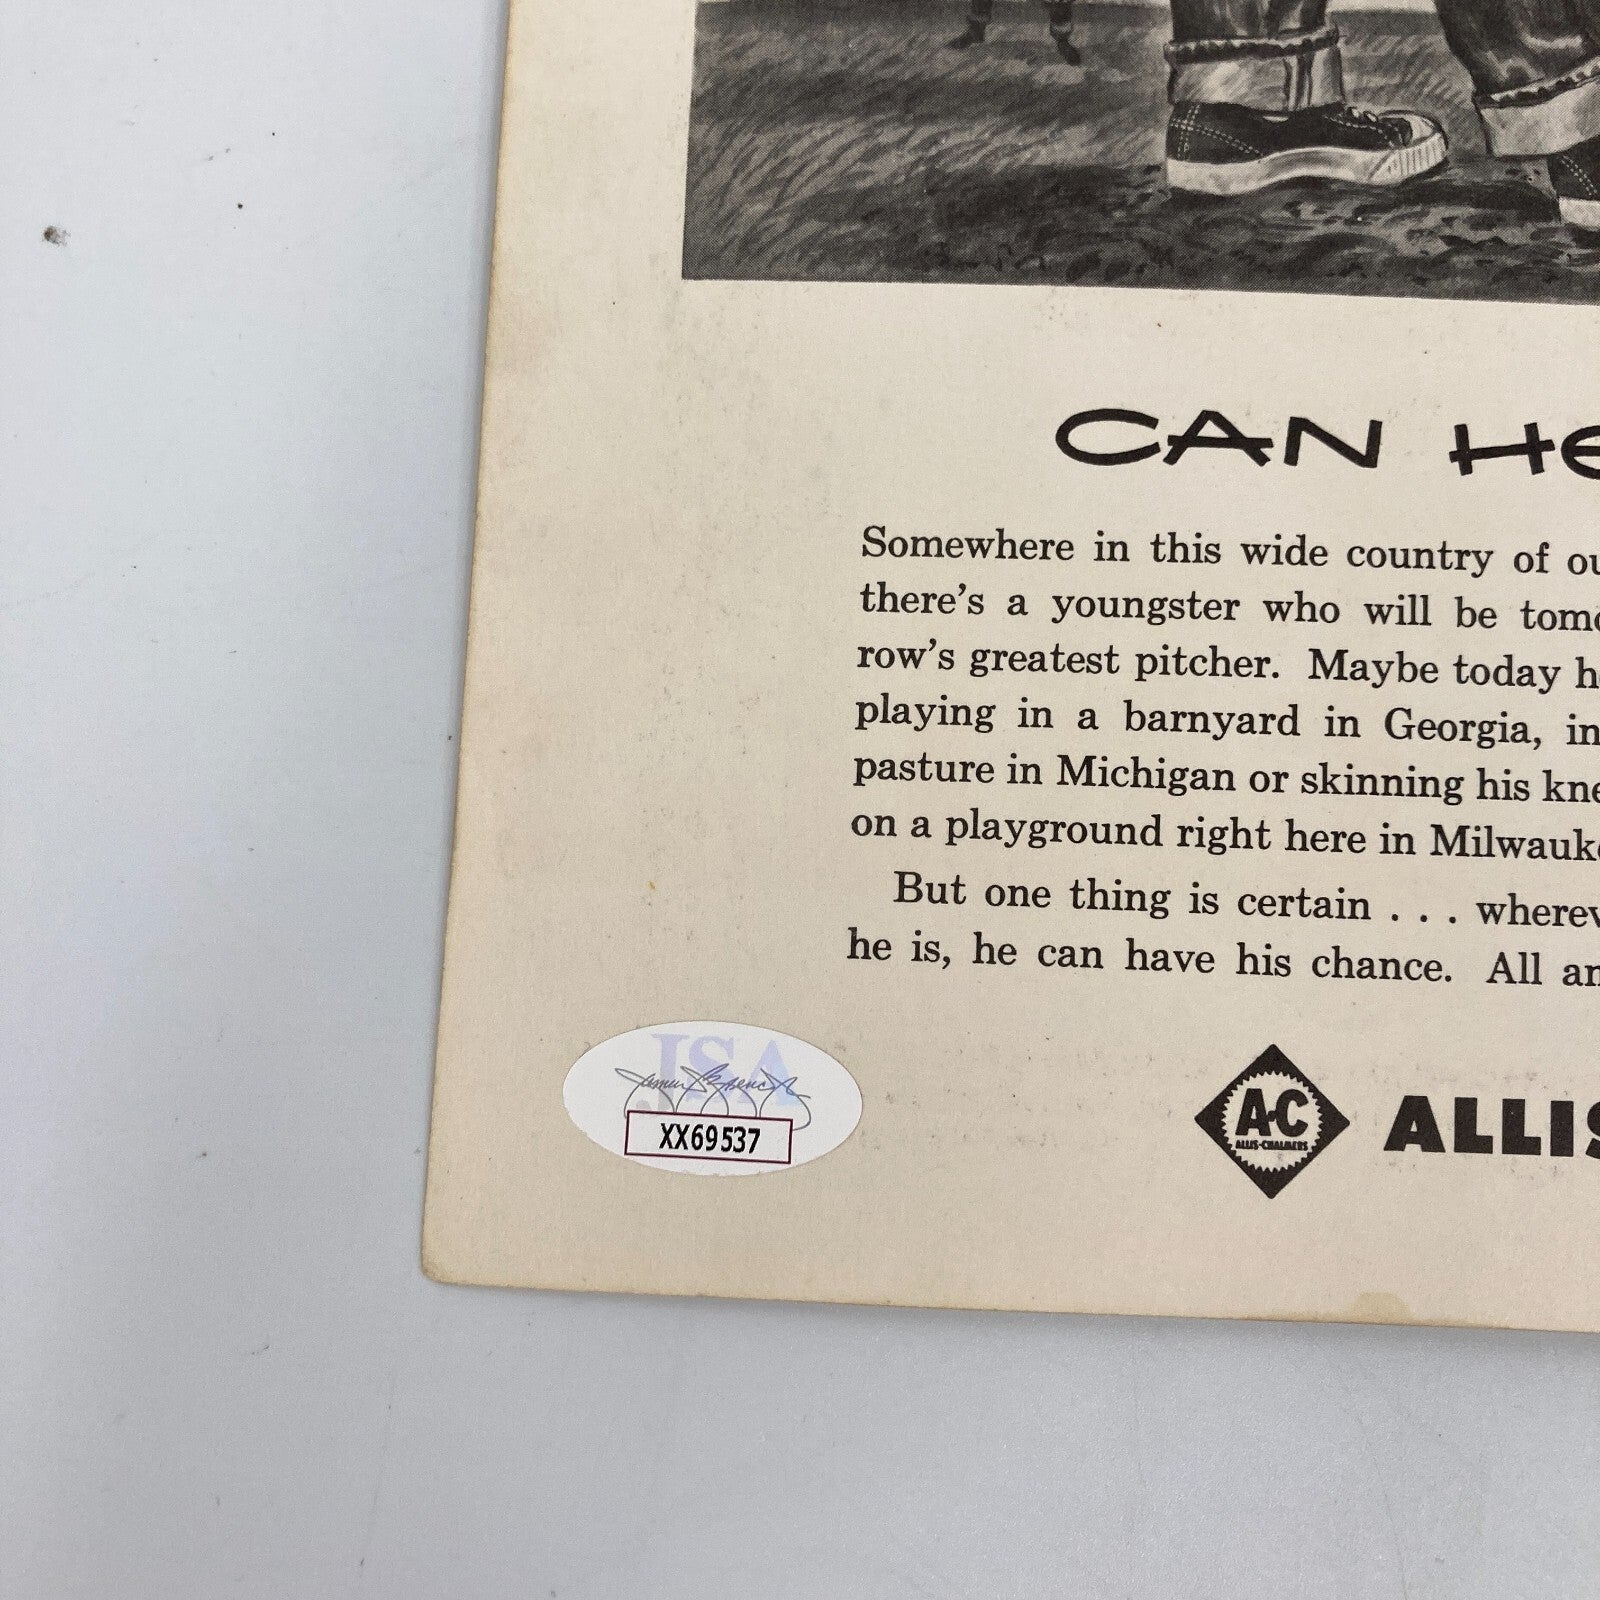 CAN HE
Somewhere in this wide country of ou
there's a youngster who will be tomo
row's greatest pitcher. Maybe today h
playing in a barnyard in Georgia, in
pasture in Michigan or skinning his kne
on a playground right here in Milwauke
But one thing is certain . . . wherev
he is, he can have his chance. All an
JSA
James Spence
XX69537
A-C
ALLIS-CHALMERS
ALLIS